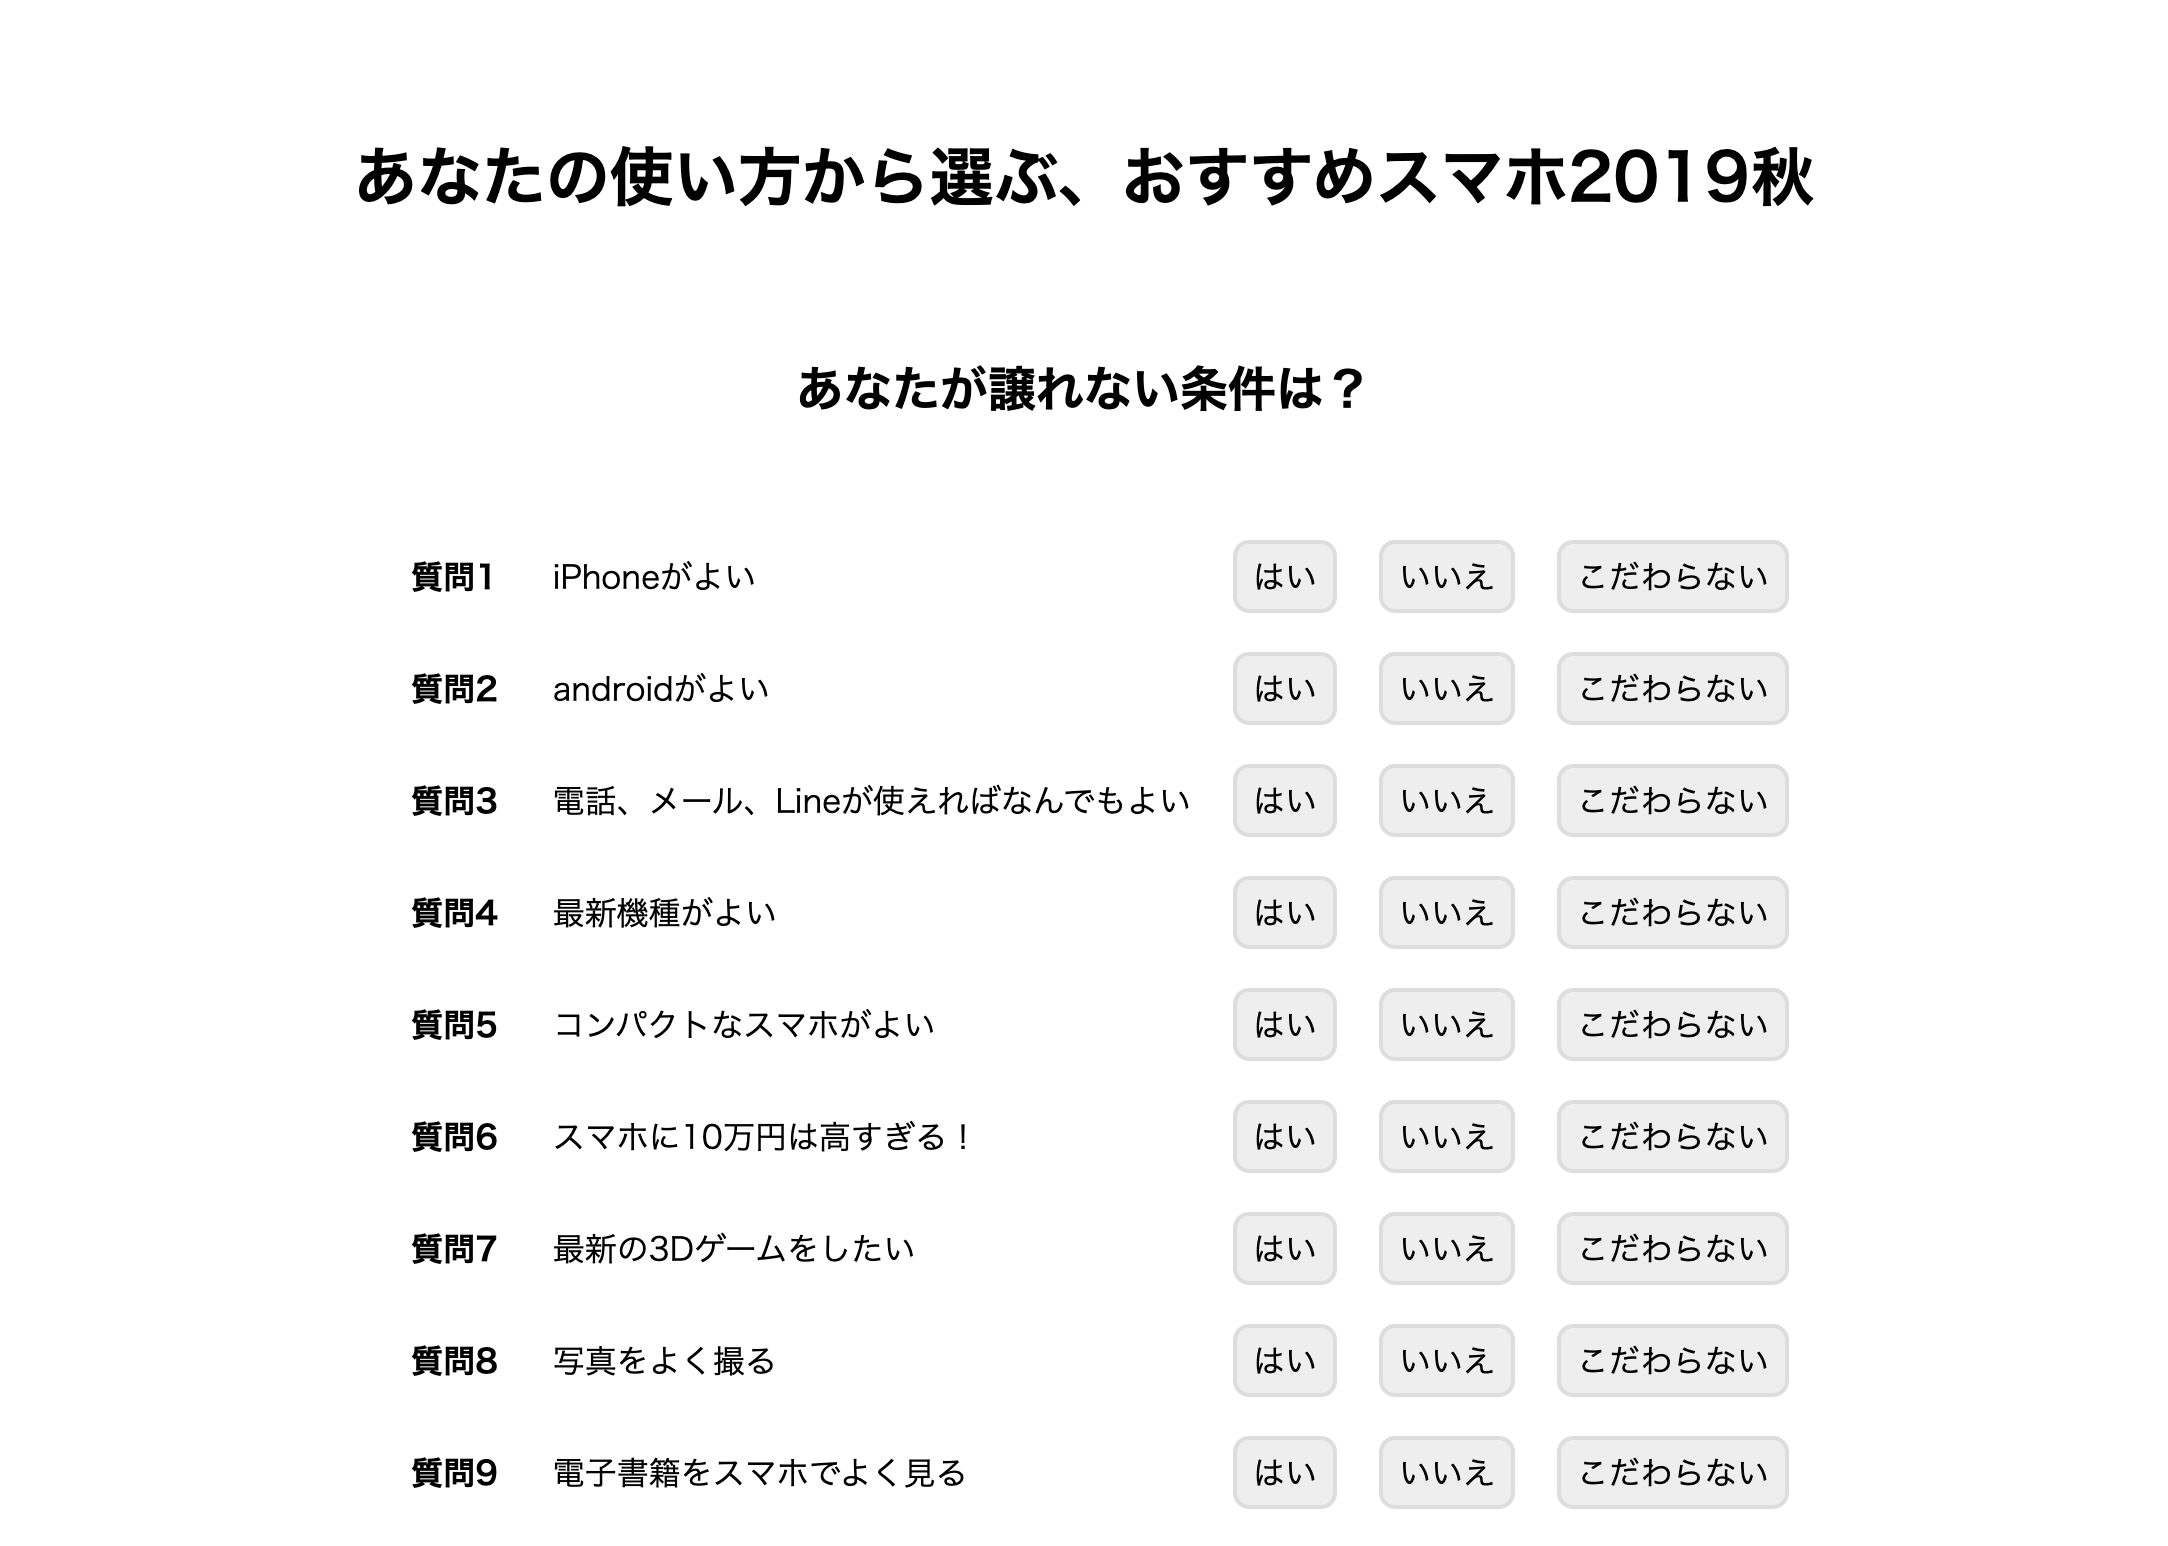 あなたの使い方から選ぶ、おすすめスマホ2019秋
あなたが譲れない条件は？
質問1 iPhoneがよい はい いいえ こだわらない
質問2 androidがよい はい いいえ こだわらない
質問3 電話、メール、Lineが使えればなんでもよい はい いいえ こだわらない
質問4 最新機種がよい はい いいえ こだわらない
質問5 コンパクトなスマホがよい はい いいえ こだわらない
質問6 スマホに10万円は高すぎる！ はい いいえ こだわらない
質問7 最新の3Dゲームをしたい はい いいえ こだわらない
質問8 写真をよく撮る はい いいえ こだわらない
質問9 電子書籍をスマホでよく見る はい いいえ こだわらない